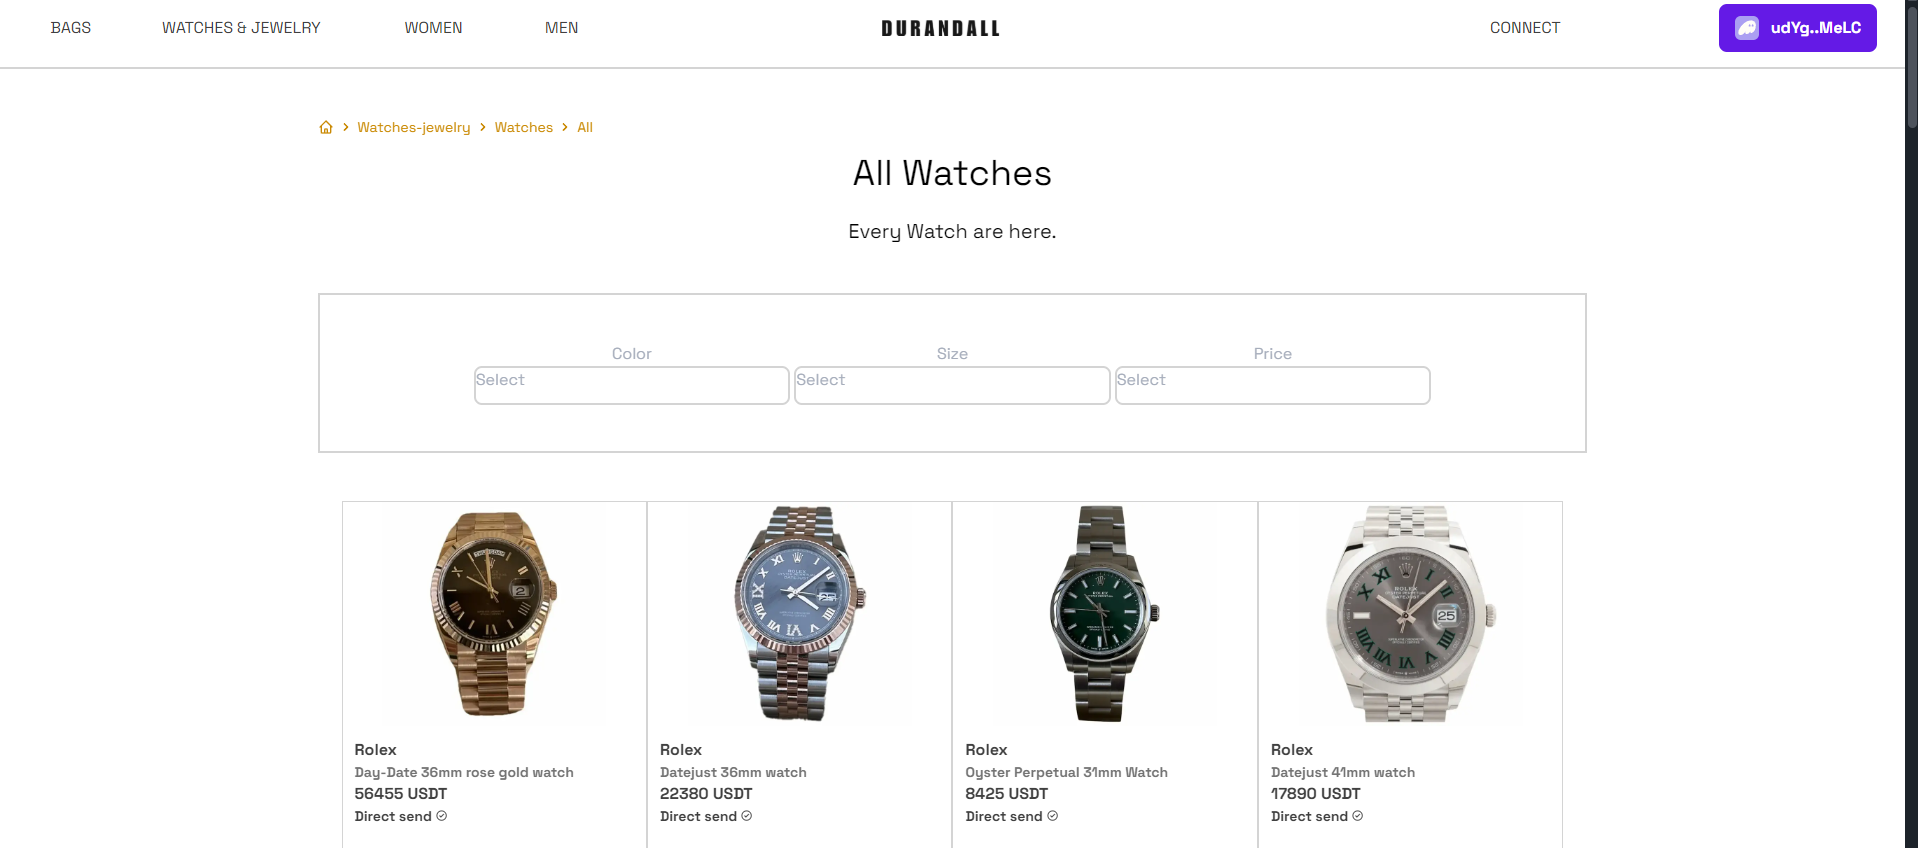 BAGS WATCHES & JEWELRY WOMEN MEN DURANDALL CONNECT udYg..MeLC
Watches-jewelry > Watches > All
All Watches
Every Watch are here.
Color Size Price
Select Select Select
Rolex
Day-Date 36mm rose gold watch
56455 USDT
Direct send
Rolex
Datejust 36mm watch
22380 USDT
Direct send
Rolex
Oyster Perpetual 31mm Watch
8425 USDT
Direct send
Rolex
Datejust 41mm watch
17890 USDT
Direct send